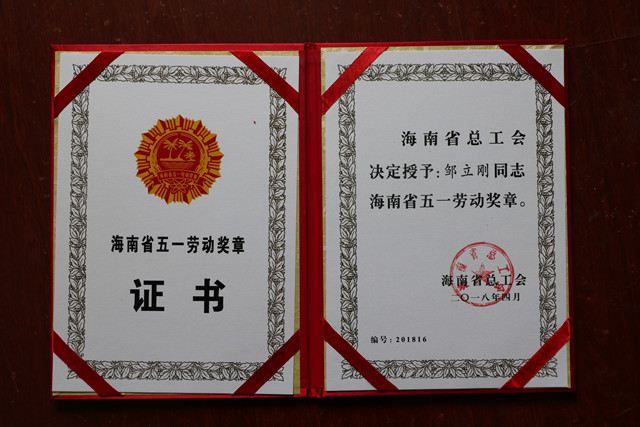 海南省五一劳动奖章
证书
海南省总工会
决定授予：邹立刚同志
海南省五一劳动奖章。
海南省总工会
二〇一八年四月
编号：201816